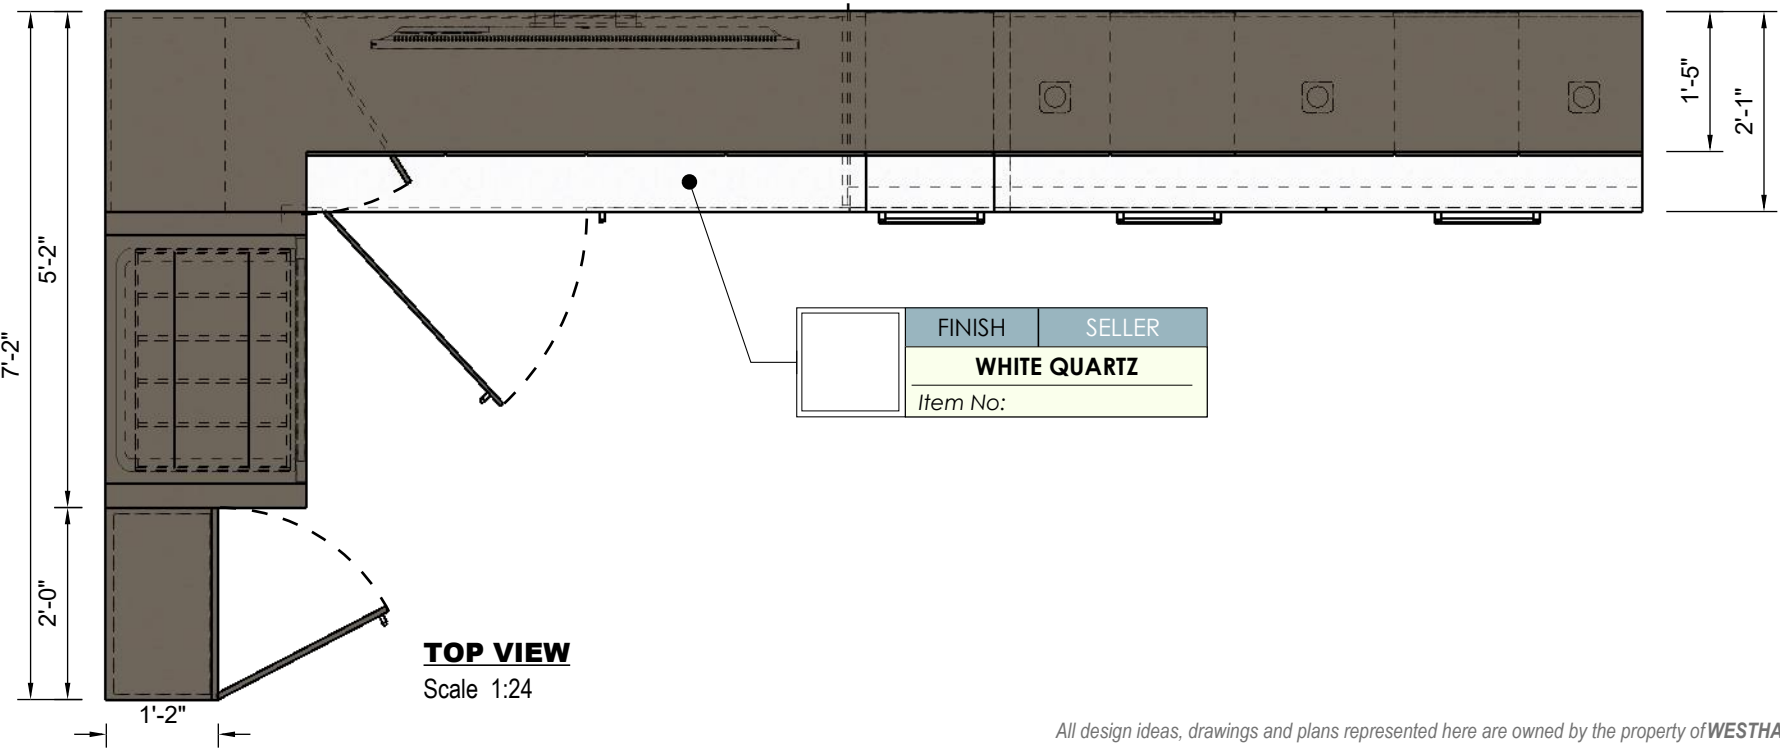 1'-5"
2'-1"
5'-2"
7'-2"
FINISH SELLER
WHITE QUARTZ
Item No:
2'-0"
TOP VIEW
Scale 1:24
1'-2"
All design ideas, drawings and plans represented here are owned by the property of WESTHA